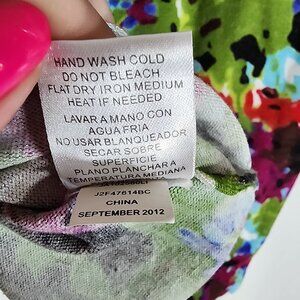 HAND WASH COLD
DO NOT BLEACH
FLAT DRY IRON MEDIUM
HEAT IF NEEDED
LAVAR A MANO CON
AGUA FRIA
NO USAR BLANQUEADOR
SECAR SOBRE
SUPERFICIE
PLANO PLANCHAR A
TEMPERATURA MEDIANA
J2F47614BC
CHINA
SEPTEMBER 2012